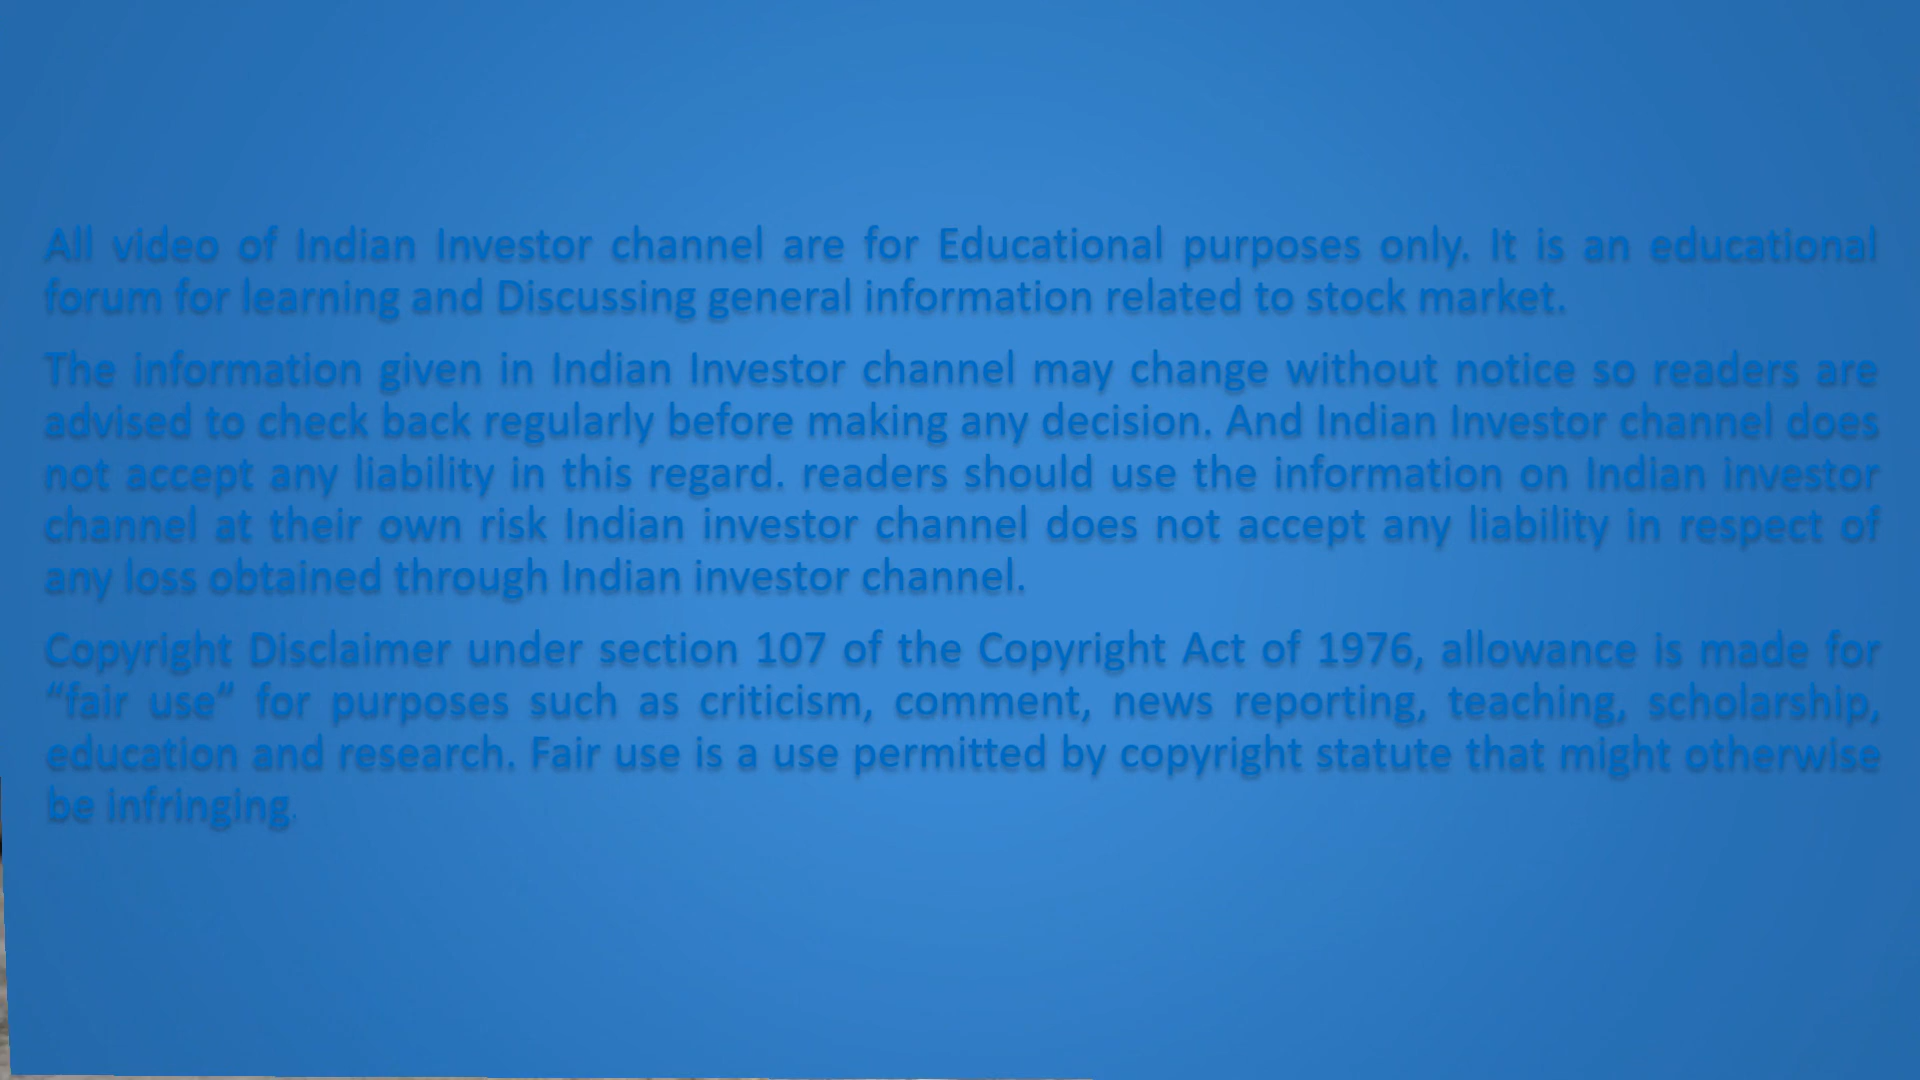 All video of Indian Investor channel are for Educational purposes only. It is an educational
forum for learning and Discussing general information related to stock market.
The information given in Indian Investor channel may change without notice so readers are
advised to check back regularly before making any decision. And Indian Investor channel does
not accept any liability in this regard. readers should use the information on Indian investor
channel at their own risk Indian investor channel does not accept any liability in respect of
any loss obtained through Indian investor channel.
Copyright Disclaimer under section 107 of the Copyright Act of 1976, allowance is made for
“fair use” for purposes such as criticism, comment, news reporting, teaching, scholarship,
education and research. Fair use is a use permitted by copyright statute that might otherwise
be infringing.